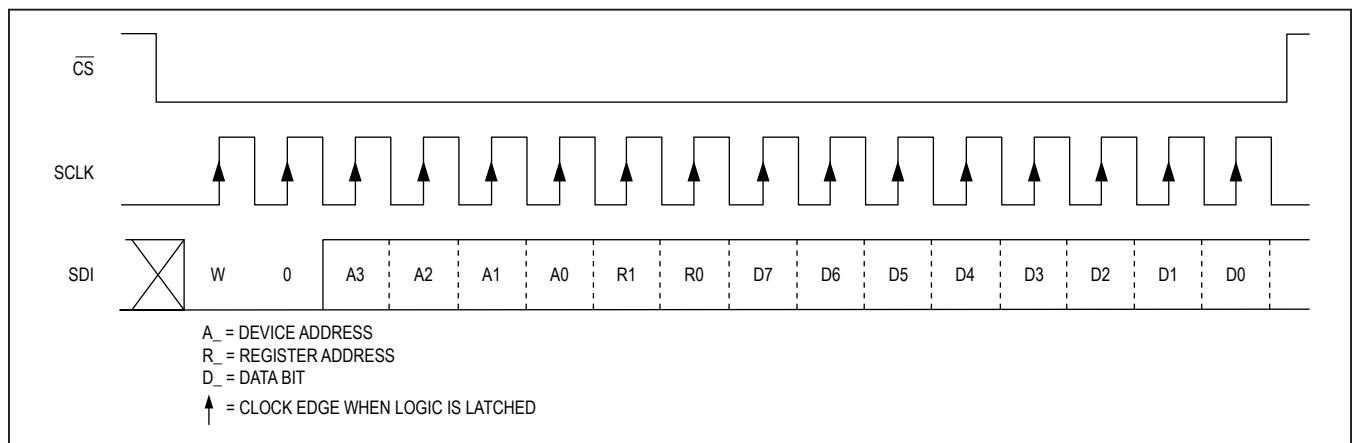 CS
SCLK
SDI W 0 A3 A2 A1 A0 R1 R0 D7 D6 D5 D4 D3 D2 D1 D0
A_ = DEVICE ADDRESS
R_ = REGISTER ADDRESS
D_ = DATA BIT
= CLOCK EDGE WHEN LOGIC IS LATCHED